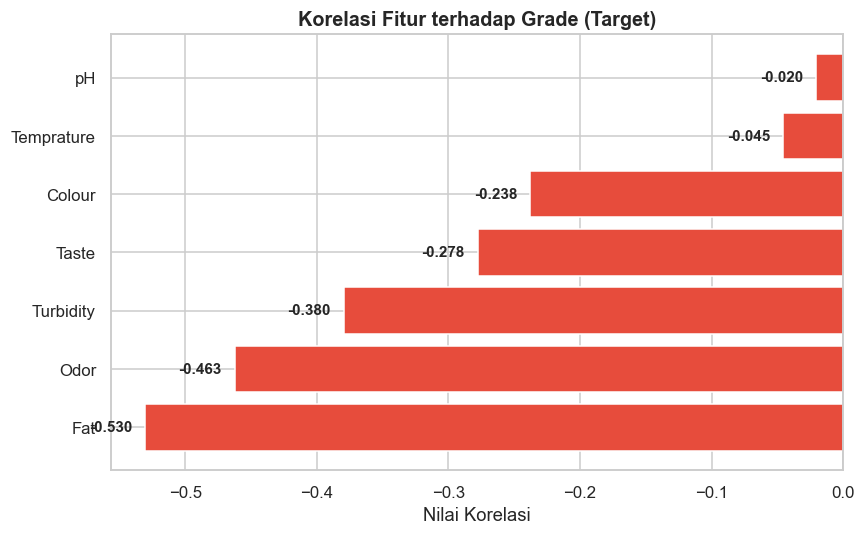 Korelasi Fitur terhadap Grade (Target)
pH -0.020
Temprature -0.045
Colour -0.238
Taste -0.278
Turbidity -0.380
Odor -0.463
Fat -0.530
−0.5 −0.4 −0.3 −0.2 −0.1 0.0
Nilai Korelasi